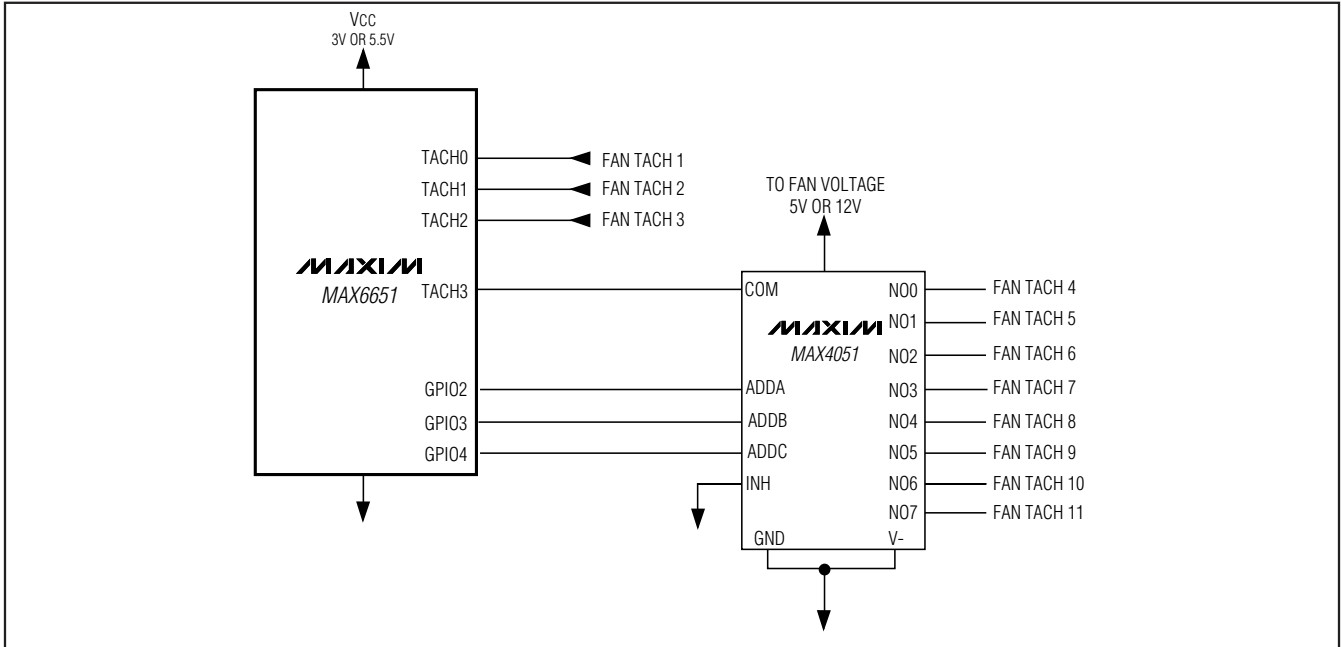 VCC
3V OR 5.5V
TACH0
FAN TACH 1
TACH1
FAN TACH 2
TACH2
FAN TACH 3
MAXIM
MAX6651
TACH3
GPIO2
GPIO3
GPIO4
TO FAN VOLTAGE
5V OR 12V
COM
NO0
FAN TACH 4
MAXIM
MAX4051
NO1
FAN TACH 5
NO2
FAN TACH 6
ADDA
NO3
FAN TACH 7
ADDB
NO4
FAN TACH 8
ADDC
NO5
FAN TACH 9
INH
NO6
FAN TACH 10
NO7
FAN TACH 11
GND
V-